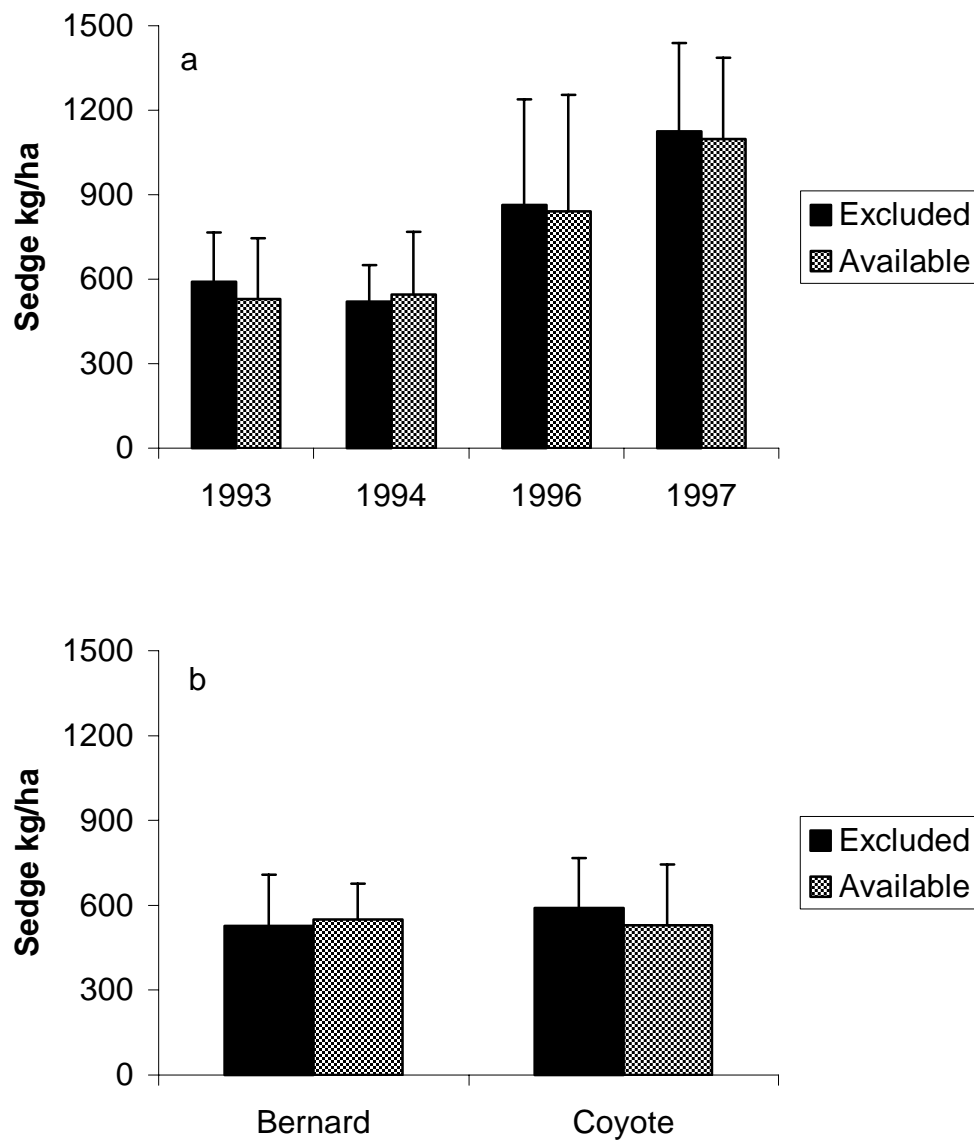 1500
a
1200
900
600
300
0
Sedge kg/ha
1993 1994 1996 1997
Excluded
Available
1500
b
1200
900
600
300
0
Sedge kg/ha
Bernard Coyote
Excluded
Available